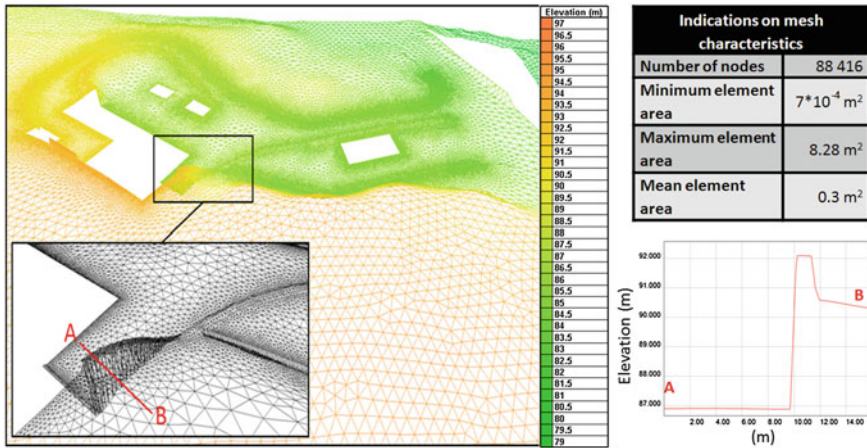 Elevation (m)
97
96.5
96
95.5
95
94.5
94
93.5
93
92.5
92
91.5
91
90.5
90
89.5
89
88.5
88
87.5
87
86.5
86
85.5
85
84.5
84
83.5
83
82.5
82
81.5
81
80.5
80
79.5
79
A
B
Indications on mesh
characteristics
Number of nodes 88 416
Minimum element
area 7*10⁻⁴ m²
Maximum element
area 8.28 m²
Mean element
area 0.3 m²
Elevation (m)
92.000
91.000
90.000
89.000
88.000
87.000
A
B
2.00 4.00 6.00 8.00 10.00 12.00 14.00
(m)